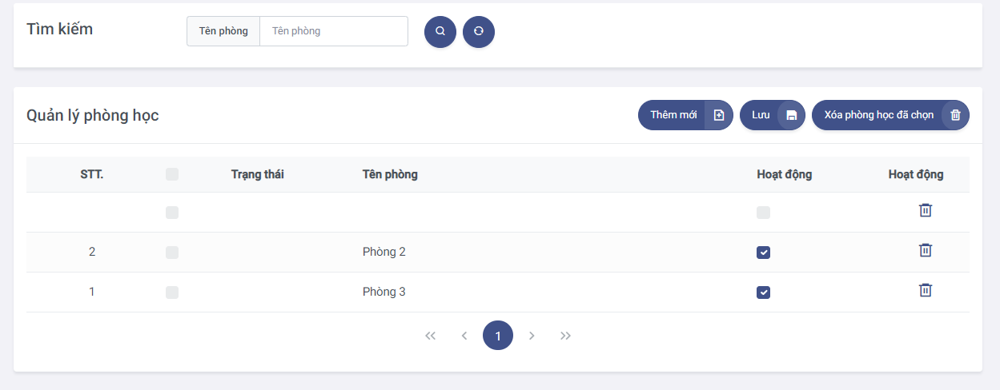 Tìm kiếm
Tên phòng Tên phòng
Quản lý phòng học
Thêm mới Lưu Xóa phòng học đã chọn
STT. Trạng thái Tên phòng Hoạt động Hoạt động
2 Phòng 2
1 Phòng 3
1